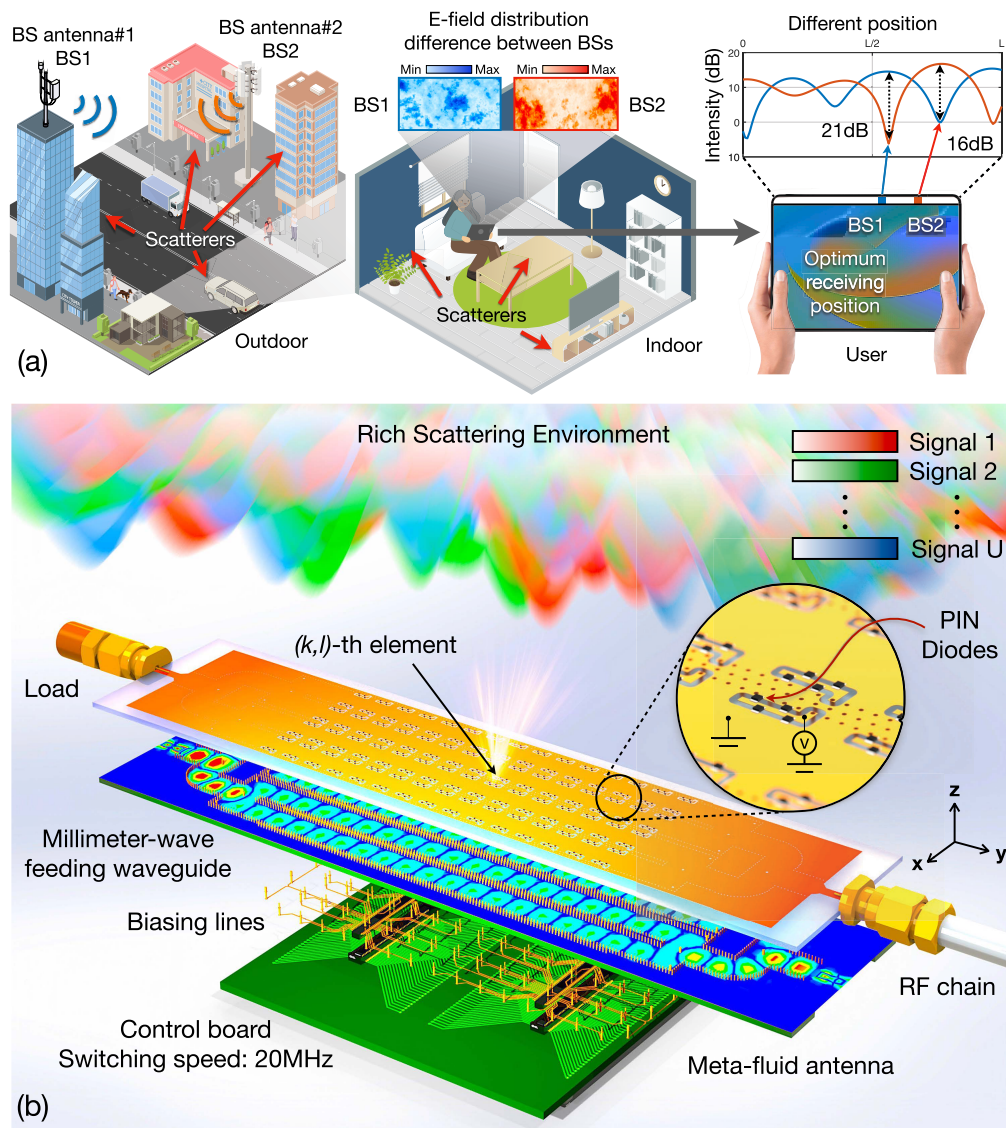 BS antenna#1
BS1
BS antenna#2
BS2
Scatterers
Outdoor
E-field distribution
difference between BSs
Min Max Min Max
BS1 BS2
Scatterers
Indoor
Different position
0 L/2 L
Intensity (dB)
20
10
0
10
21dB
16dB
BS1 BS2
Optimum
receiving
position
User
(a)
Rich Scattering Environment
Signal 1
Signal 2
Signal U
PIN
Diodes
V
(k,l)-th element
Load
Millimeter-wave
feeding waveguide
Biasing lines
z
x
y
RF chain
Control board
Switching speed: 20MHz
Meta-fluid antenna
(b)